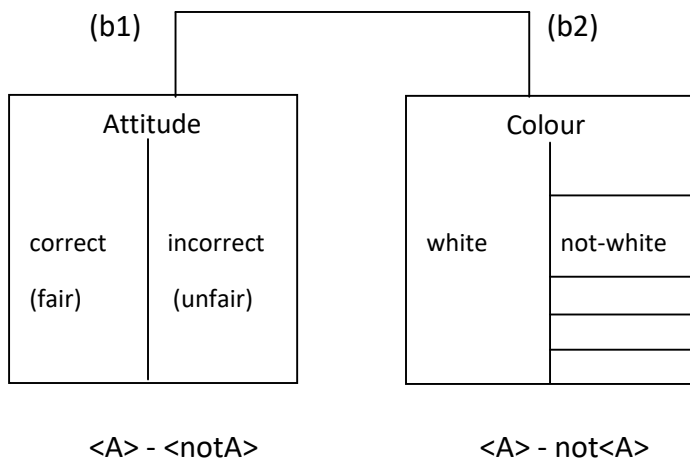 (b1) (b2)
Attitude Colour
correct incorrect white not-white
(fair) (unfair)
<A> - <notA> <A> - not<A>